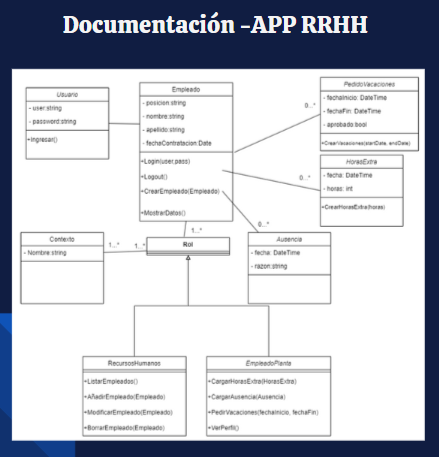 Documentación -APP RRHH
Usuario
- user:string
- password:string
+Ingresar()
Empleado
- posicion:string
- nombre:string
- apellido:string
- fechaContratacion:Date
+Login(user,pass)
+Logout()
+CrearEmpleado(Empleado)
+MostrarDatos()
PedidoVacaciones
- fechaInicio: DateTime
- fechaFin: DateTime
- aprobado:bool
+CrearVacaciones(startDate, endDate)
0...*
HorasExtra
- fecha: DateTime
- horas: int
+CrearHorasExtra(horas)
0...*
Ausencia
- fecha: DateTime
- razon:string
0...*
Contexto
- Nombre:string
1...*
1...*
1...*
Rol
RecursosHumanos
+ListarEmpleados()
+AñadirEmpleado(Empleado)
+ModificarEmpleado(Empleado)
+BorrarEmpleado(Empleado)
EmpleadoPlanta
+CargarHorasExtra(HorasExtra)
+CargarAusencia(Ausencia)
+PedirVacaciones(fechaInicio, fechaFin)
+VerPerfil()